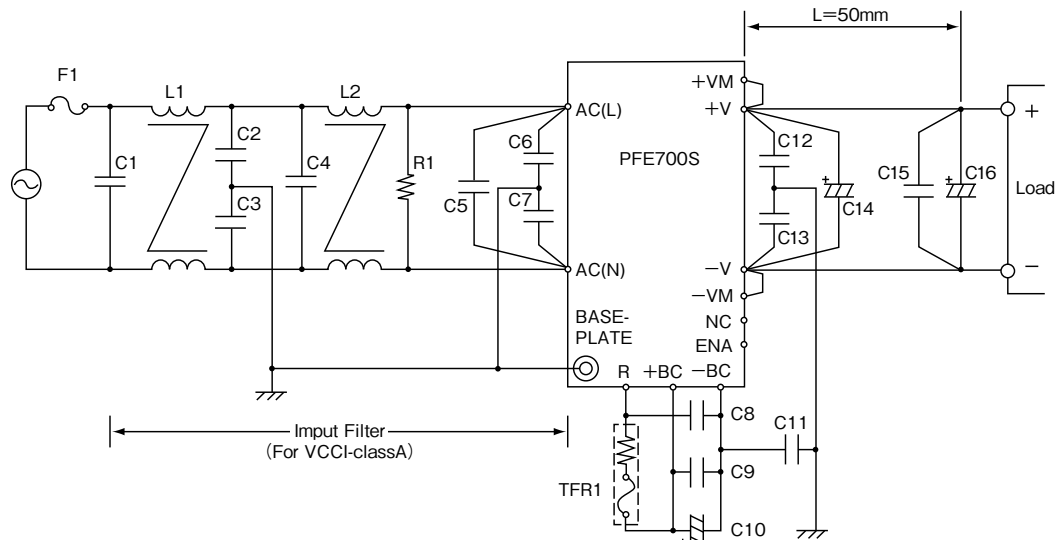 L=50mm
F1
L1
L2
+VM
AC(L)
+V
C1
C2
C3
C4
R1
C5
C6
C7
PFE700S
C12
C13
+
C14
C15
+
C16
+
Load
−
AC(N)
−V
−VM
BASE-
PLATE
NC
ENA
R
+BC
−BC
C8
C11
Imput Filter
(For VCCI-classA)
TFR1
C9
C10